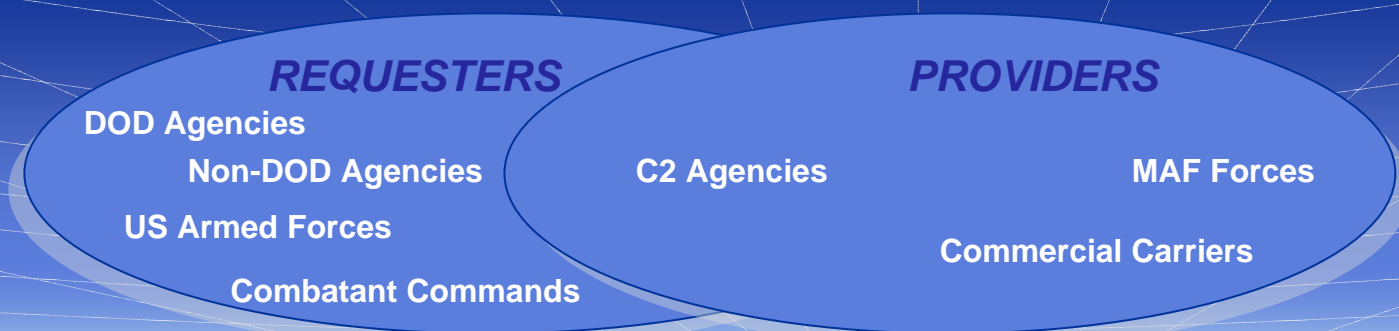 REQUESTERS
PROVIDERS
DOD Agencies
Non-DOD Agencies
C2 Agencies
MAF Forces
US Armed Forces
Commercial Carriers
Combatant Commands